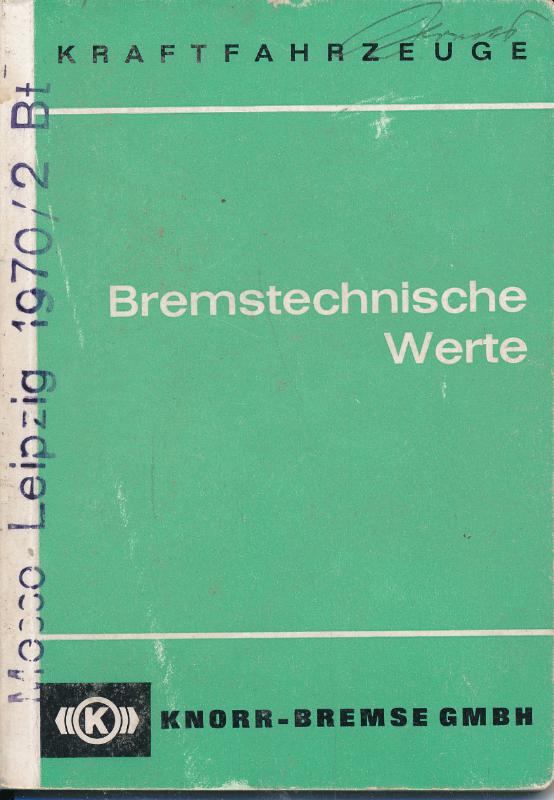 KRAFTFAHRZEUGE
Bremstechnische
Werte
K
KNORR-BREMSE GMBH
Messe Leipzig 1970/2 Bt